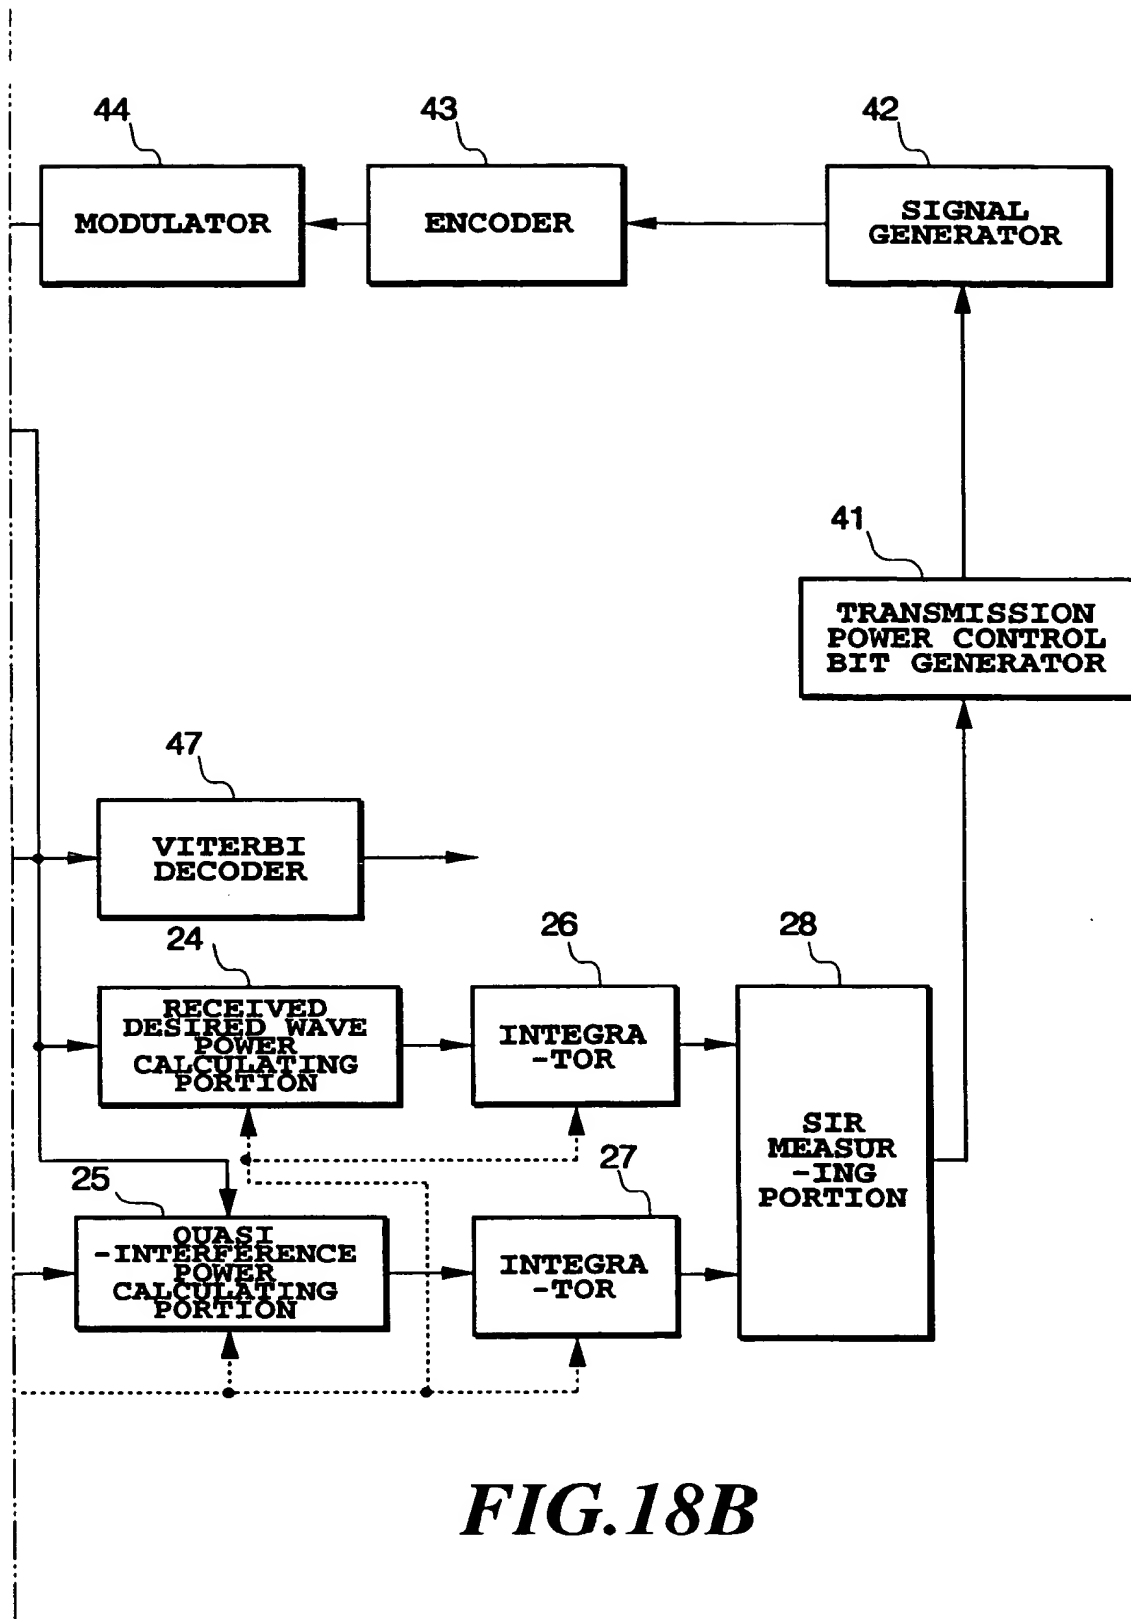 44
43
42
MODULATOR
ENCODER
SIGNAL
GENERATOR
41
TRANSMISSION
POWER CONTROL
BIT GENERATOR
47
VITERBI
DECODER
24
26
28
RECEIVED
DESIRED WAVE
POWER
CALCULATING
PORTION
INTEGRA
-TOR
SIR
MEASUR
-ING
PORTION
25
27
QUASI
-INTERFERENCE
POWER
CALCULATING
PORTION
INTEGRA
-TOR
FIG.18B